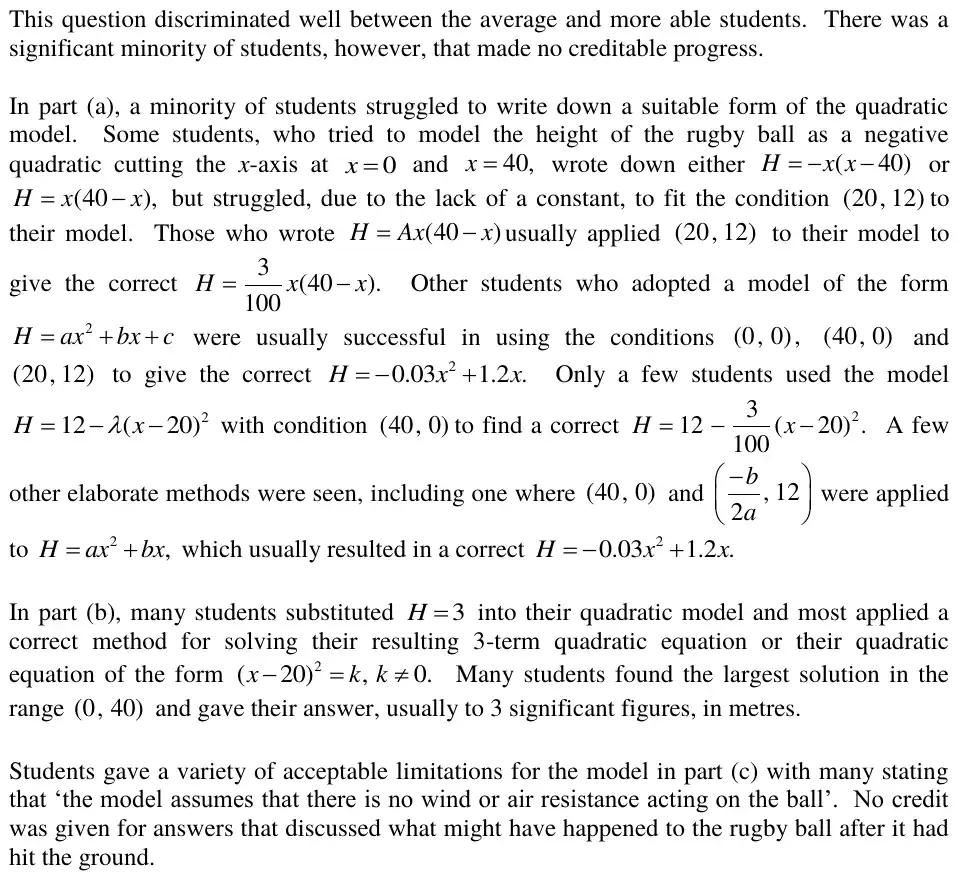 This question discriminated well between the average and more able students. There was a
significant minority of students, however, that made no creditable progress.
In part (a), a minority of students struggled to write down a suitable form of the quadratic
model. Some students, who tried to model the height of the rugby ball as a negative
quadratic cutting the x-axis at x = 0 and x = 40, wrote down either H = −x(x − 40) or
H = x(40 − x), but struggled, due to the lack of a constant, to fit the condition (20, 12) to
their model. Those who wrote H = Ax(40 − x) usually applied (20, 12) to their model to
give the correct H = 3/100 x(40 − x). Other students who adopted a model of the form
H = ax² + bx + c were usually successful in using the conditions (0, 0), (40, 0) and
(20, 12) to give the correct H = −0.03x² + 1.2x. Only a few students used the model
H = 12 − λ(x − 20)² with condition (40, 0) to find a correct H = 12 − 3/100 (x − 20)². A few
other elaborate methods were seen, including one where (40, 0) and (−b/2a, 12) were applied
to H = ax² + bx, which usually resulted in a correct H = −0.03x² + 1.2x.
In part (b), many students substituted H = 3 into their quadratic model and most applied a
correct method for solving their resulting 3-term quadratic equation or their quadratic
equation of the form (x − 20)² = k, k ≠ 0. Many students found the largest solution in the
range (0, 40) and gave their answer, usually to 3 significant figures, in metres.
Students gave a variety of acceptable limitations for the model in part (c) with many stating
that ‘the model assumes that there is no wind or air resistance acting on the ball’. No credit
was given for answers that discussed what might have happened to the rugby ball after it had
hit the ground.